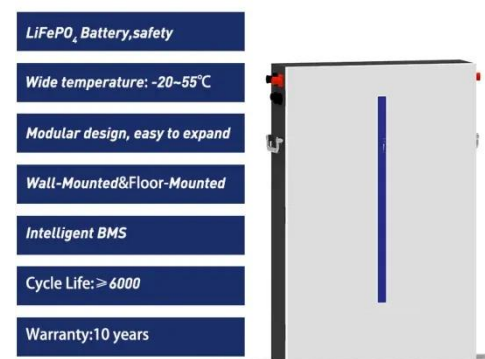 LiFePO₄ Battery,safety
Wide temperature: -20~55℃
Modular design, easy to expand
Wall-Mounted&Floor-Mounted
Intelligent BMS
Cycle Life:≥6000
Warranty:10 years